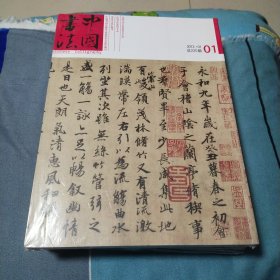 中國
書法
01
永和九年歲在癸丑暮春之初會
于會稽山陰之蘭亭脩稧事
也羣賢畢至少長咸集此地
有崇山峻領茂林脩竹又有清流激
湍暎帶左右引以為流觴曲水
列坐其次雖無絲竹管弦之
盛一觴一詠亦足以暢敘幽情
是日也天朗氣清惠風和